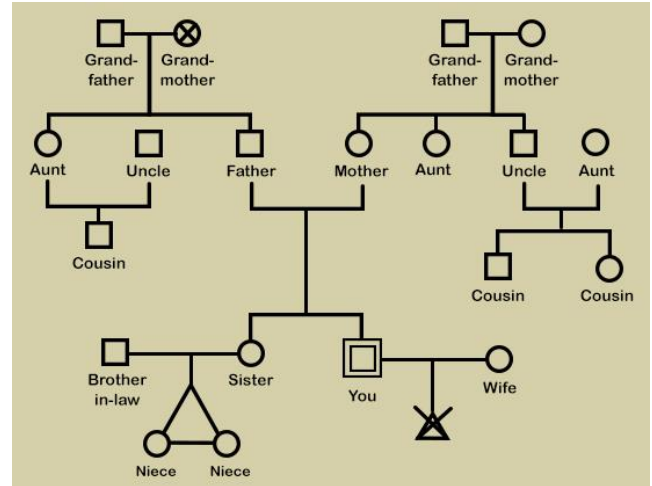 Grand-
father
Grand-
mother
Grand-
father
Grand-
mother
Aunt
Uncle
Father
Mother
Aunt
Uncle
Aunt
Cousin
Cousin
Cousin
Brother
in-law
Sister
You
Wife
Niece
Niece